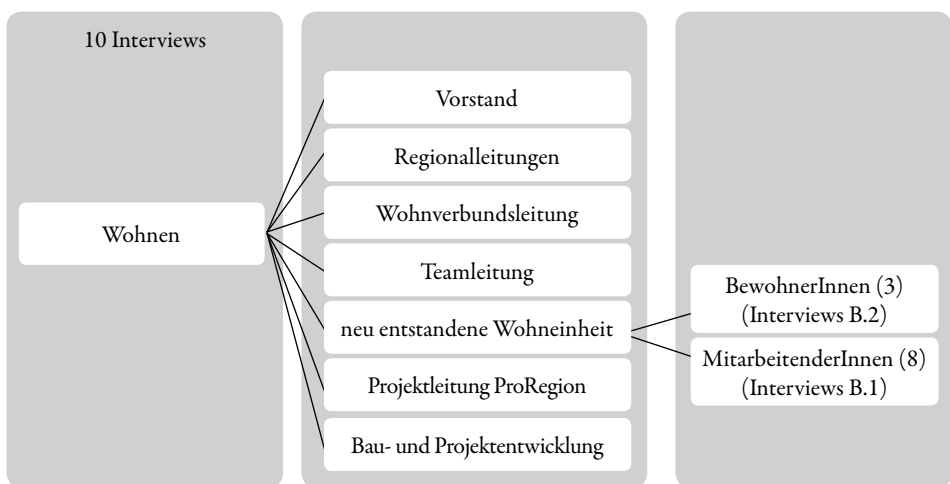 10 Interviews
Wohnen
Vorstand
Regionalleitungen
Wohnverbundsleitung
Teamleitung
neu entstandene Wohneinheit
Projektleitung ProRegion
Bau- und Projektentwicklung
BewohnerInnen (3)
(Interviews B.2)
MitarbeitenderInnen (8)
(Interviews B.1)